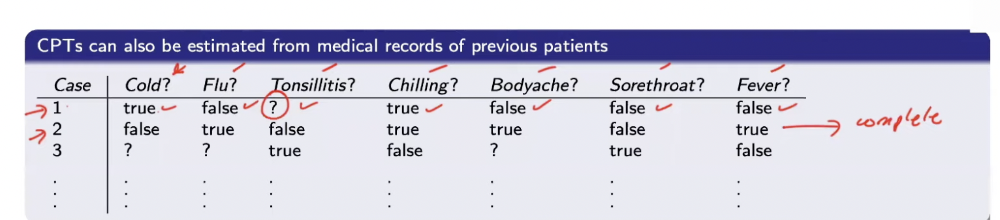 CPTs can also be estimated from medical records of previous patients
Case Cold? Flu? Tonsillitis? Chilling? Bodyache? Sorethroat? Fever?
1 true false ? true false false false
2 false true false true true false true complete
3 ? ? true false ? true false
. . . . . . . .
. . . . . . . .
. . . . . . . .